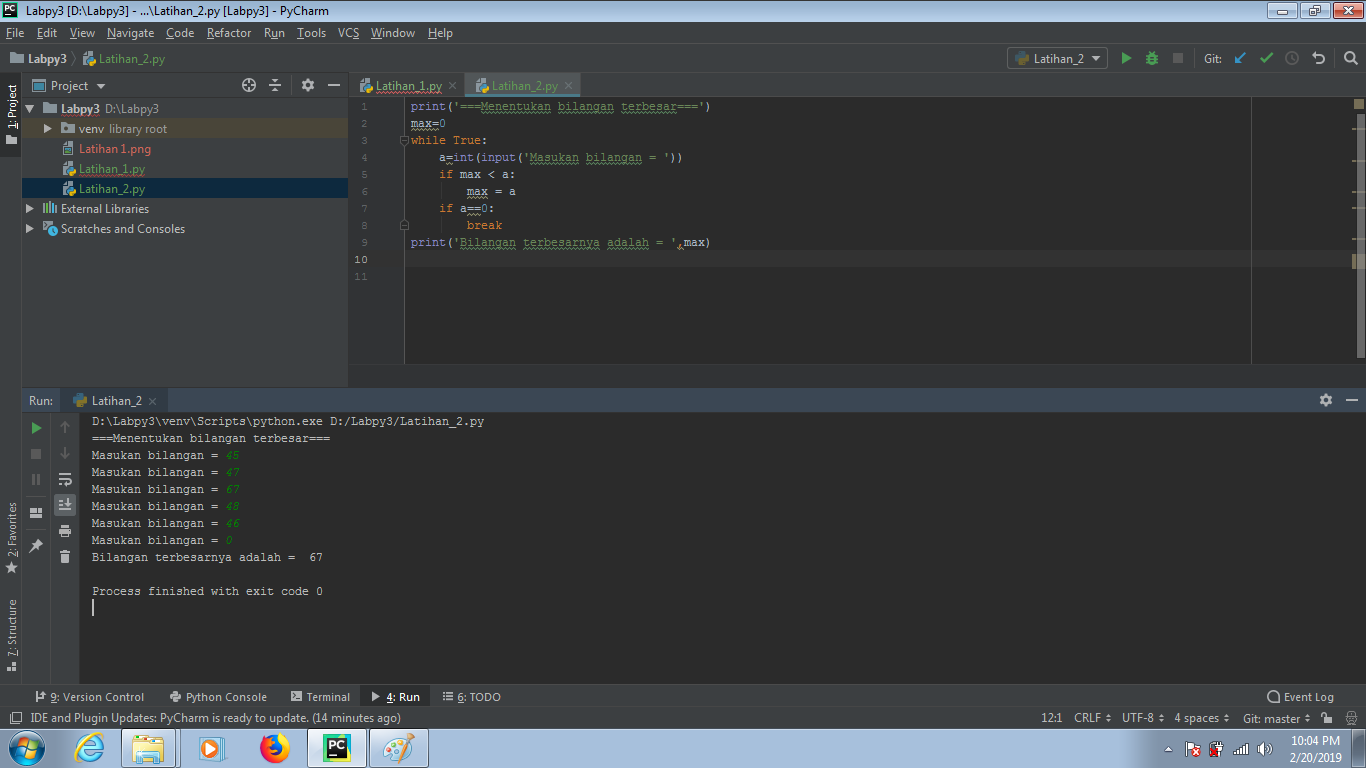 Labpy3 [D:\Labpy3] - ...\Latihan_2.py [Labpy3] - PyCharm
File Edit View Navigate Code Refactor Run Tools VCS Window Help
Labpy3 Latihan_2.py
Latihan_2 Git:
1: Project
Project
Labpy3 D:\Labpy3
venv library root
Latihan 1.png
Latihan_1.py
Latihan_2.py
External Libraries
Scratches and Consoles
Latihan_1.py Latihan_2.py
1 print('===Menentukan bilangan terbesar===')
2 max=0
3 while True:
4 a=int(input('Masukan bilangan = '))
5 if max < a:
6 max = a
7 if a==0:
8 break
9 print('Bilangan terbesarnya adalah = ',max)
10
11
Run: Latihan_2
D:\Labpy3\venv\Scripts\python.exe D:/Labpy3/Latihan_2.py
===Menentukan bilangan terbesar===
Masukan bilangan = 45
Masukan bilangan = 47
Masukan bilangan = 67
Masukan bilangan = 48
Masukan bilangan = 46
Masukan bilangan = 0
Bilangan terbesarnya adalah =  67
Process finished with exit code 0
2: Favorites
7: Structure
9: Version Control Python Console Terminal 4: Run 6: TODO Event Log
IDE and Plugin Updates: PyCharm is ready to update. (14 minutes ago) 12:1 CRLF UTF-8 4 spaces Git: master
PC
10:04 PM
2/20/2019